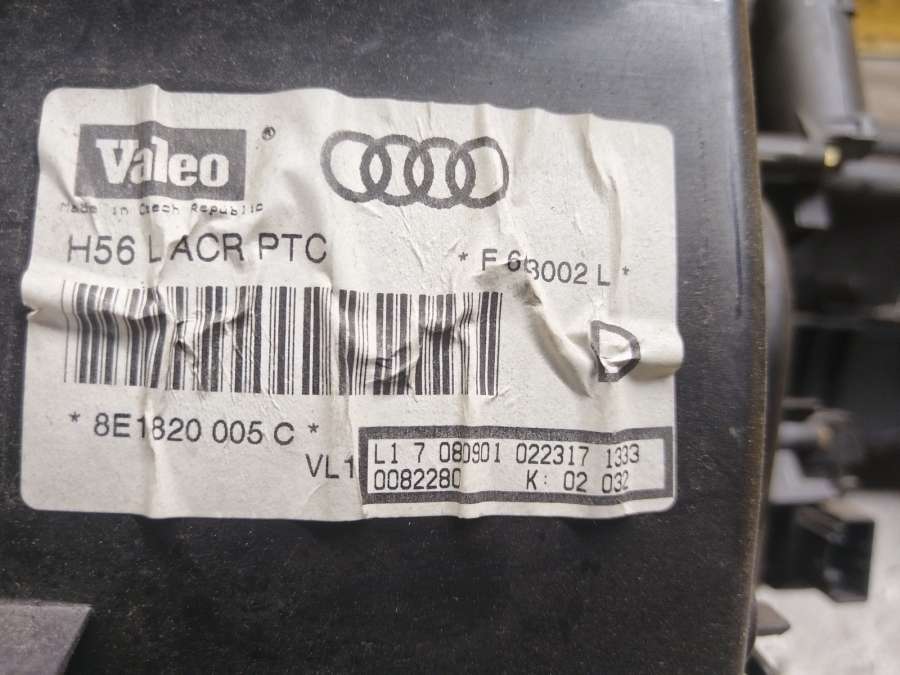 Valeo ®
Made in Czech Republic
H56 L ACR PTC
* F 63002 L *
D
* 8E1820 005 C *
VL1
L1 7 080901 022317 1333
0082280 K: 02 032